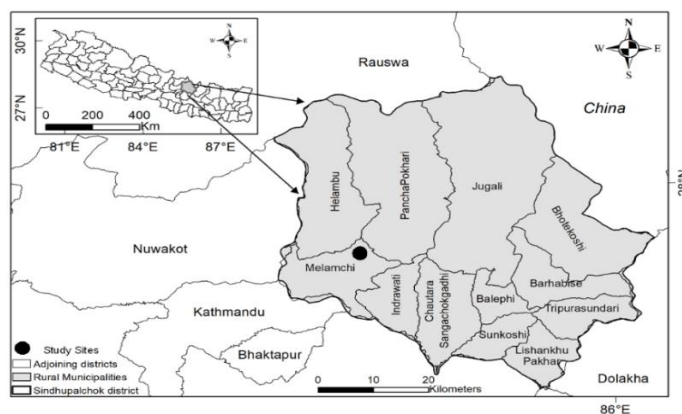 30°N
27°N
0 200 400
Km
81°E 84°E 87°E
N
W E
S
Rauswa
N
W E
S
China
28°N
Helambu
PanchaPokhari
Jugali
Bhotekoshi
Nuwakot
Melamchi
Indrawati
Chautara
Sangachokgadhi
Balephi
Barhabise
Tripurasundari
Sunkoshi
Lishankhu
Pakhar
Kathmandu
Bhaktapur
Dolakha
Study Sites
Adjoining districts
Rural Municipalities
Sindhupalchok district
0 10 20
Kilometers
86°E